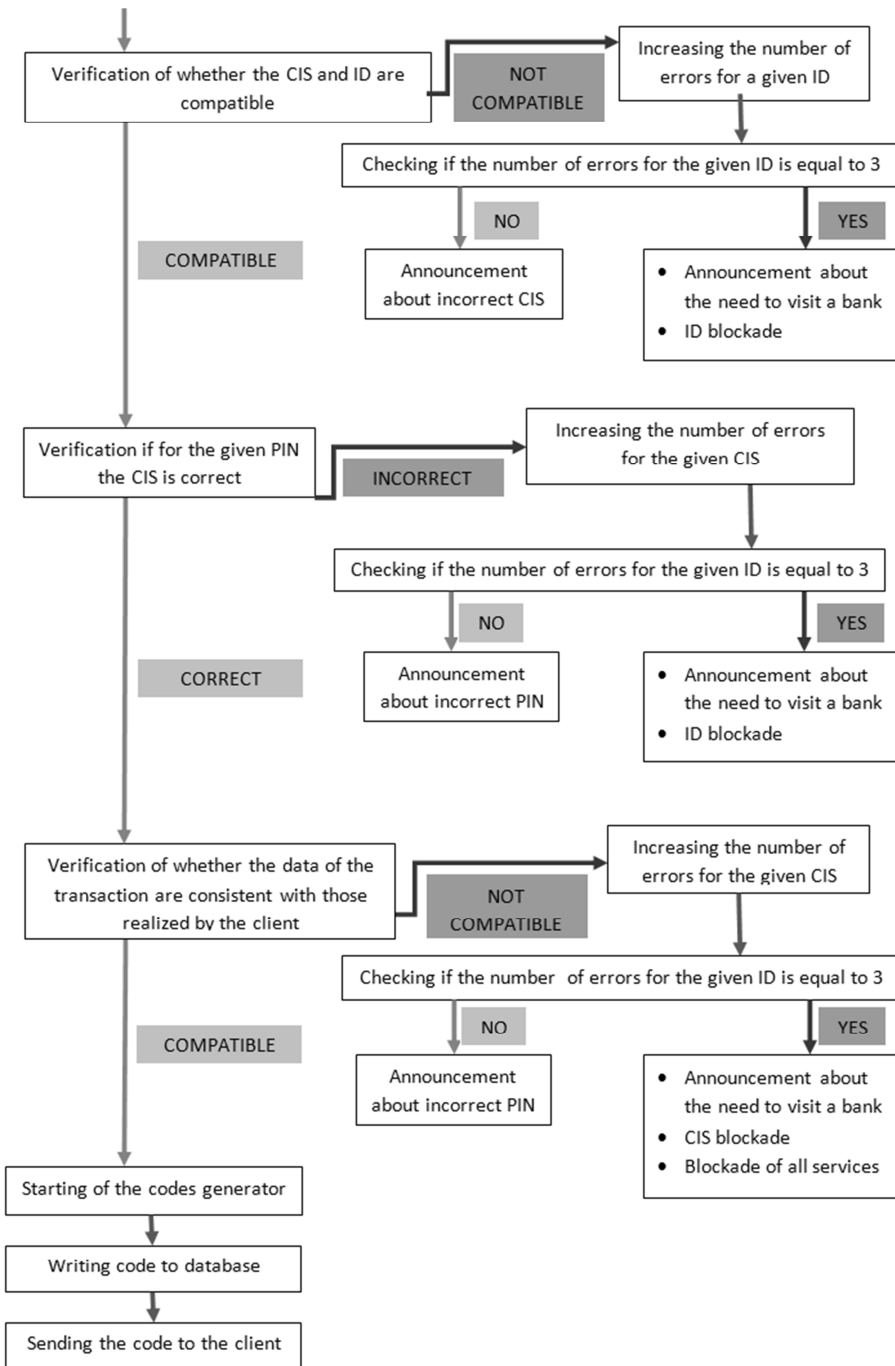 Verification of whether the CIS and ID are
compatible
NOT
COMPATIBLE
Increasing the number of
errors for a given ID
Checking if the number of errors for the given ID is equal to 3
NO
YES
COMPATIBLE
Announcement
about incorrect CIS
• Announcement about
the need to visit a bank
• ID blockade
Verification if for the given PIN
the CIS is correct
INCORRECT
Increasing the number of errors
for the given CIS
Checking if the number of errors for the given ID is equal to 3
NO
YES
CORRECT
Announcement
about incorrect PIN
• Announcement about
the need to visit a bank
• ID blockade
Verification of whether the data of the
transaction are consistent with those
realized by the client
NOT
COMPATIBLE
Increasing the number of
errors for the given CIS
Checking if the number of errors for the given ID is equal to 3
NO
YES
COMPATIBLE
Announcement
about incorrect PIN
• Announcement about
the need to visit a bank
• CIS blockade
• Blockade of all services
Starting of the codes generator
Writing code to database
Sending the code to the client